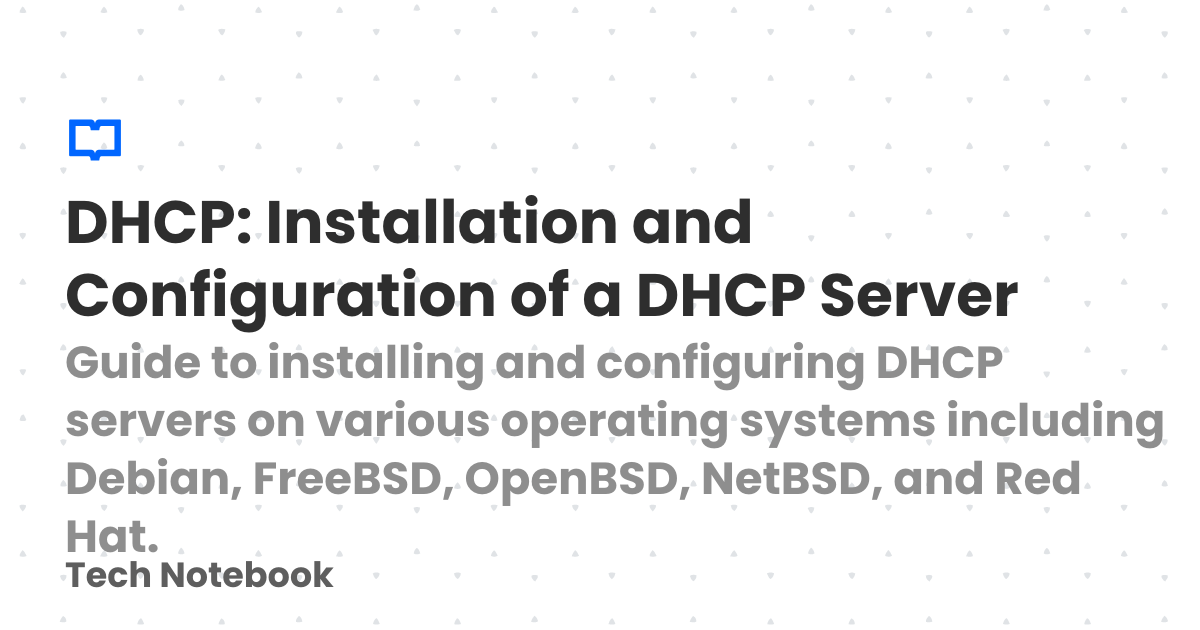 DHCP: Installation and
Configuration of a DHCP Server
Guide to installing and configuring DHCP
servers on various operating systems including
Debian, FreeBSD, OpenBSD, NetBSD, and Red
Hat.
Tech Notebook